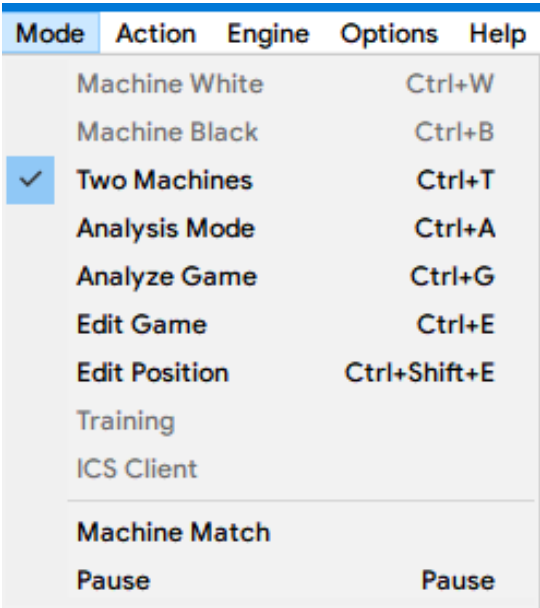 Mode Action Engine Options Help
Machine White Ctrl+W
Machine Black Ctrl+B
Two Machines Ctrl+T
Analysis Mode Ctrl+A
Analyze Game Ctrl+G
Edit Game Ctrl+E
Edit Position Ctrl+Shift+E
Training
ICS Client
Machine Match
Pause Pause